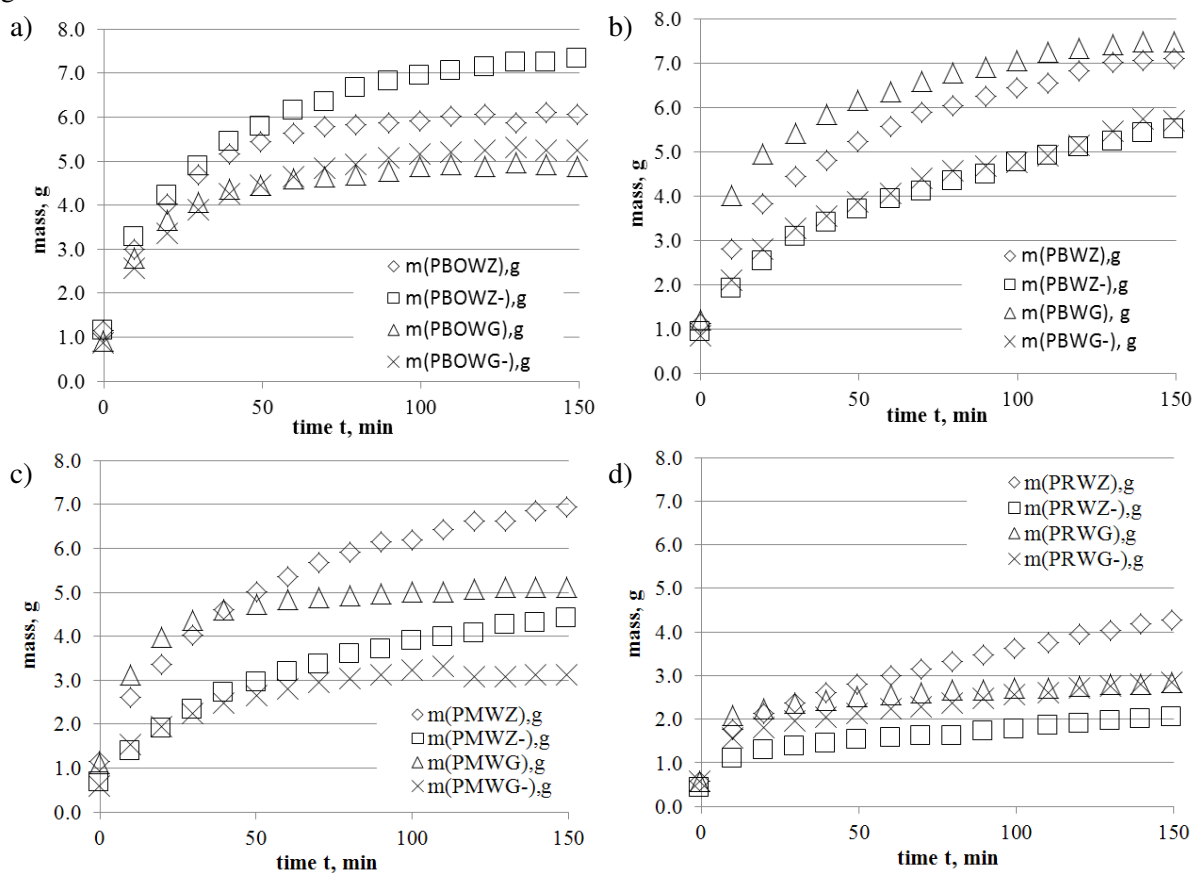 a)
8.0
7.0
6.0
5.0
4.0
3.0
2.0
1.0
0.0
mass, g
m(PBOWZ),g
m(PBOWZ-),g
m(PBOWG),g
m(PBOWG-),g
0 50 100 150
time t, min
b)
8.0
7.0
6.0
5.0
4.0
3.0
2.0
1.0
0.0
mass, g
m(PBWZ),g
m(PBWZ-),g
m(PBWG), g
m(PBWG-), g
0 50 100 150
time t, min
c)
8.0
7.0
6.0
5.0
4.0
3.0
2.0
1.0
0.0
mass, g
m(PMWZ),g
m(PMWZ-),g
m(PMWG),g
m(PMWG-),g
0 50 100 150
time t, min
d)
8.0
7.0
6.0
5.0
4.0
3.0
2.0
1.0
0.0
mass, g
m(PRWZ),g
m(PRWZ-),g
m(PRWG),g
m(PRWG-),g
0 50 100 150
time t, min